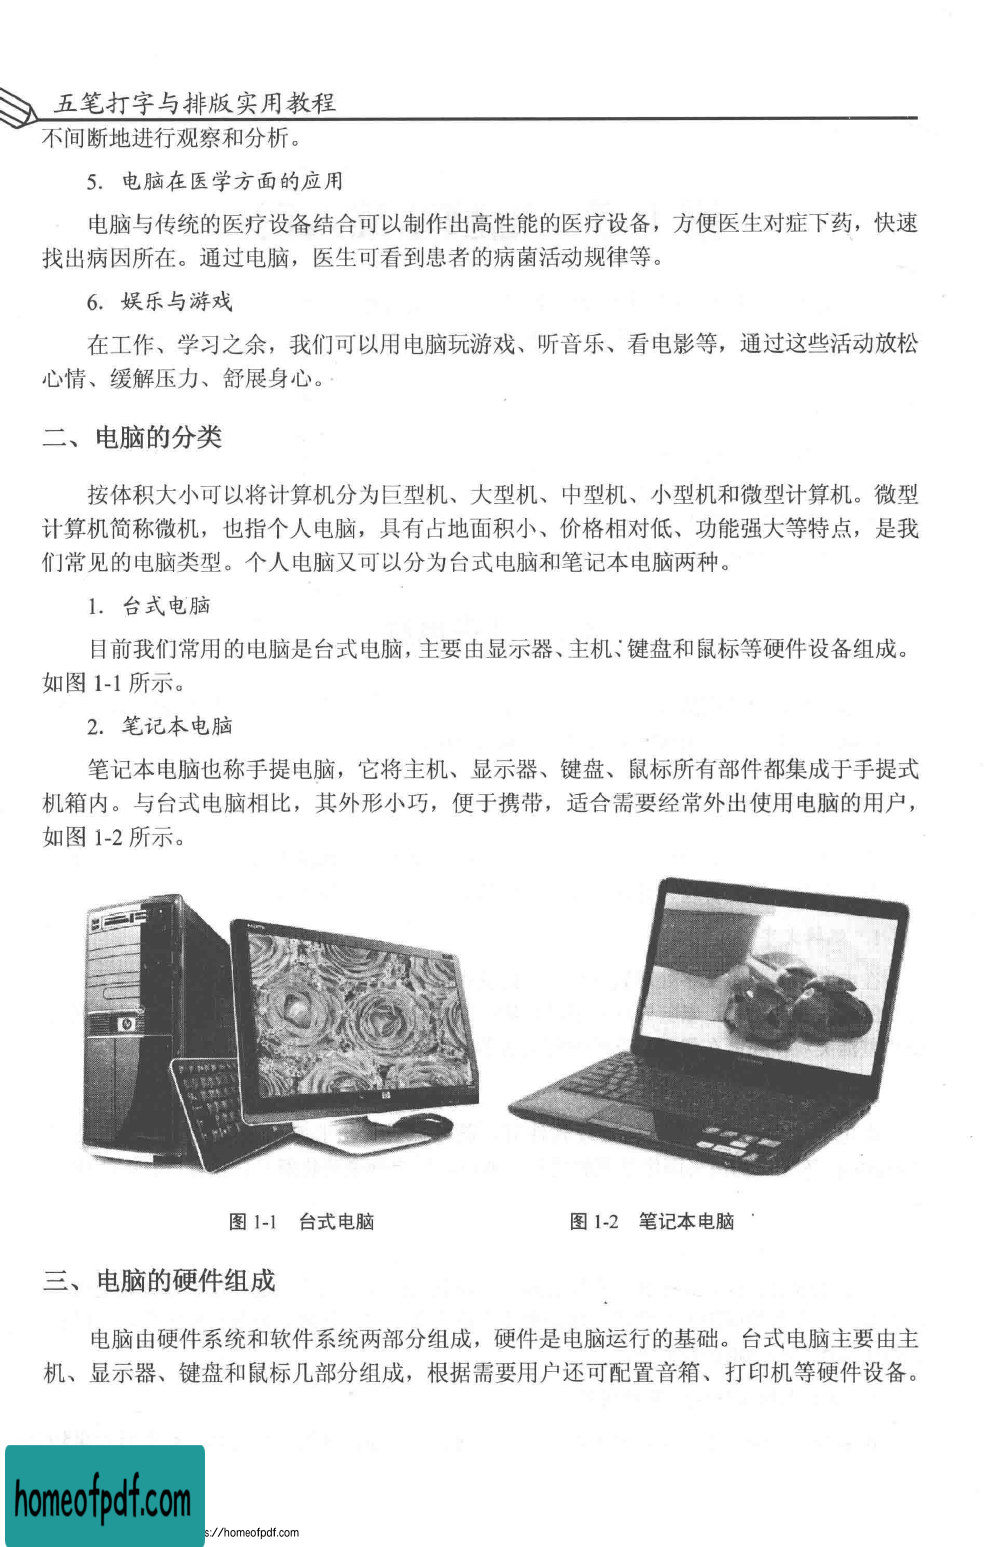 五笔打字与排版实用教程
不间断地进行观察和分析。
5. 电脑在医学方面的应用
电脑与传统的医疗设备结合可以制作出高性能的医疗设备，方便医生对症下药，快速
找出病因所在。通过电脑，医生可看到患者的病菌活动规律等。
6. 娱乐与游戏
在工作、学习之余，我们可以用电脑玩游戏、听音乐、看电影等，通过这些活动放松
心情、缓解压力、舒展身心。
二、电脑的分类
按体积大小可以将计算机分为巨型机、大型机、中型机、小型机和微型计算机。微型
计算机简称微机，也指个人电脑，具有占地面积小、价格相对低、功能强大等特点，是我
们常见的电脑类型。个人电脑又可以分为台式电脑和笔记本电脑两种。
1. 台式电脑
目前我们常用的电脑是台式电脑，主要由显示器、主机、键盘和鼠标等硬件设备组成。
如图 1-1 所示。
2. 笔记本电脑
笔记本电脑也称手提电脑，它将主机、显示器、键盘、鼠标所有部件都集成于手提式
机箱内。与台式电脑相比，其外形小巧，便于携带，适合需要经常外出使用电脑的用户，
如图 1-2 所示。
图 1-1 台式电脑
图 1-2 笔记本电脑
三、电脑的硬件组成
电脑由硬件系统和软件系统两部分组成，硬件是电脑运行的基础。台式电脑主要由主
机、显示器、键盘和鼠标几部分组成，根据需要用户还可配置音箱、打印机等硬件设备。
homeofpdf.com
s://homeofpdf.com